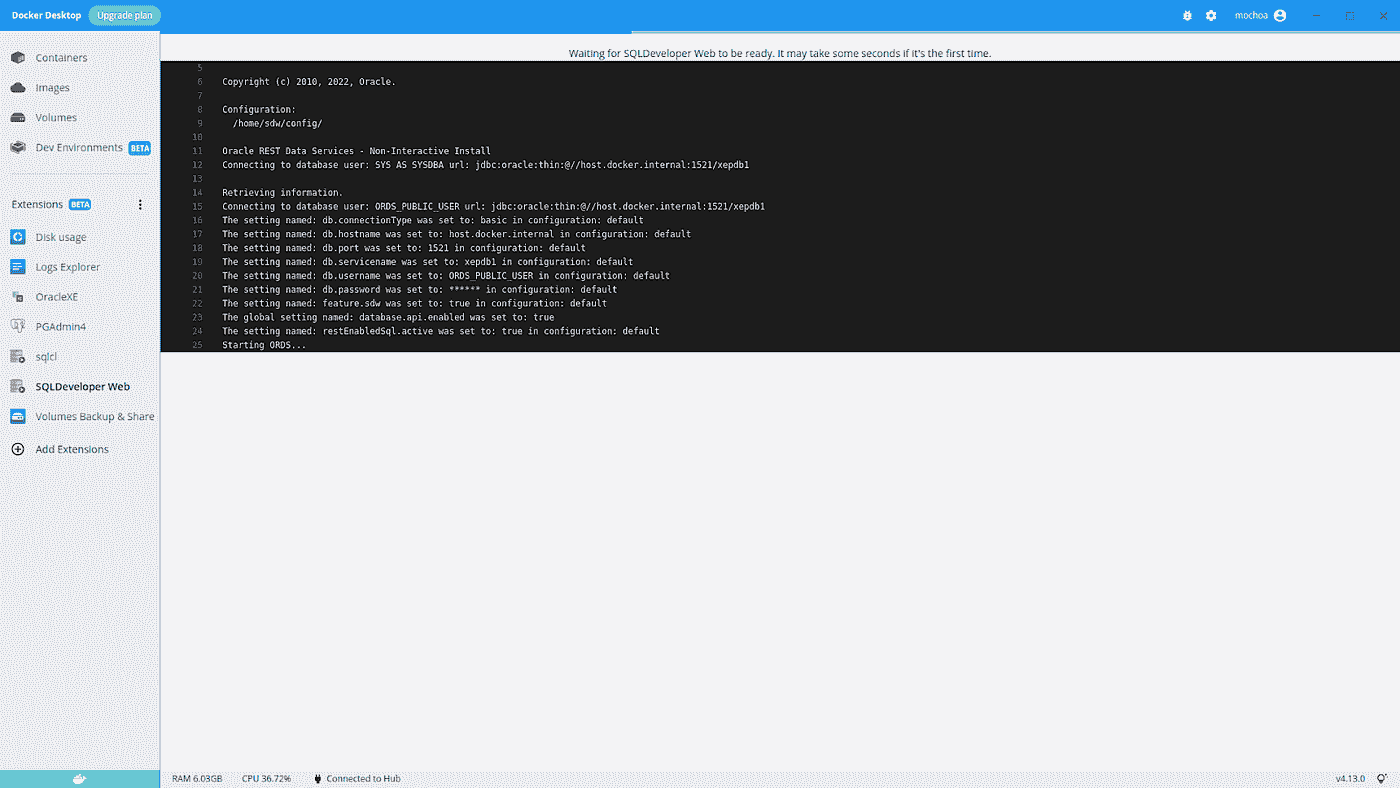 Docker Desktop Upgrade plan mochoa
Containers
Images
Volumes
Dev Environments BETA
Extensions BETA
Disk usage
Logs Explorer
OracleXE
PGAdmin4
sqlcl
SQLDeveloper Web
Volumes Backup & Share
Add Extensions
Waiting for SQLDeveloper Web to be ready. It may take some seconds if it's the first time.
5
6 Copyright (c) 2010, 2022, Oracle.
7
8 Configuration:
9 /home/sdw/config/
10
11 Oracle REST Data Services - Non-Interactive Install
12 Connecting to database user: SYS AS SYSDBA url: jdbc:oracle:thin:@//host.docker.internal:1521/xepdb1
13
14 Retrieving information.
15 Connecting to database user: ORDS_PUBLIC_USER url: jdbc:oracle:thin:@//host.docker.internal:1521/xepdb1
16 The setting named: db.connectionType was set to: basic in configuration: default
17 The setting named: db.hostname was set to: host.docker.internal in configuration: default
18 The setting named: db.port was set to: 1521 in configuration: default
19 The setting named: db.servicename was set to: xepdb1 in configuration: default
20 The setting named: db.username was set to: ORDS_PUBLIC_USER in configuration: default
21 The setting named: db.password was set to: ****** in configuration: default
22 The setting named: feature.sdw was set to: true in configuration: default
23 The global setting named: database.api.enabled was set to: true
24 The setting named: restEnabledSql.active was set to: true in configuration: default
25 Starting ORDS...
RAM 6.03GB CPU 36.72% Connected to Hub v4.13.0